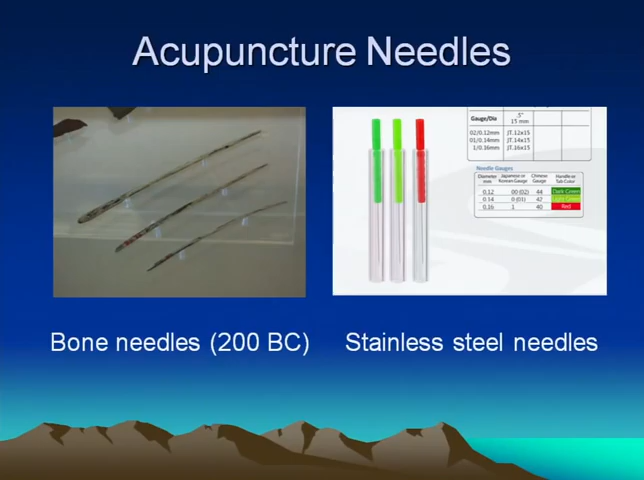 Acupuncture Needles
Gauge/Dia
.5"
15 mm
02/0.12mm JT.12x15
01/0.14mm JT.14x15
1/0.16mm JT.16x15
Needle Gauges
Diameter mm Japanese or Korean Gauge Chinese Gauge Handle or Tub Color
0.12 00 (02) 44 Dark Green
0.14 0 (01) 42 Light Green
0.16 1 40 Red
Bone needles (200 BC)
Stainless steel needles